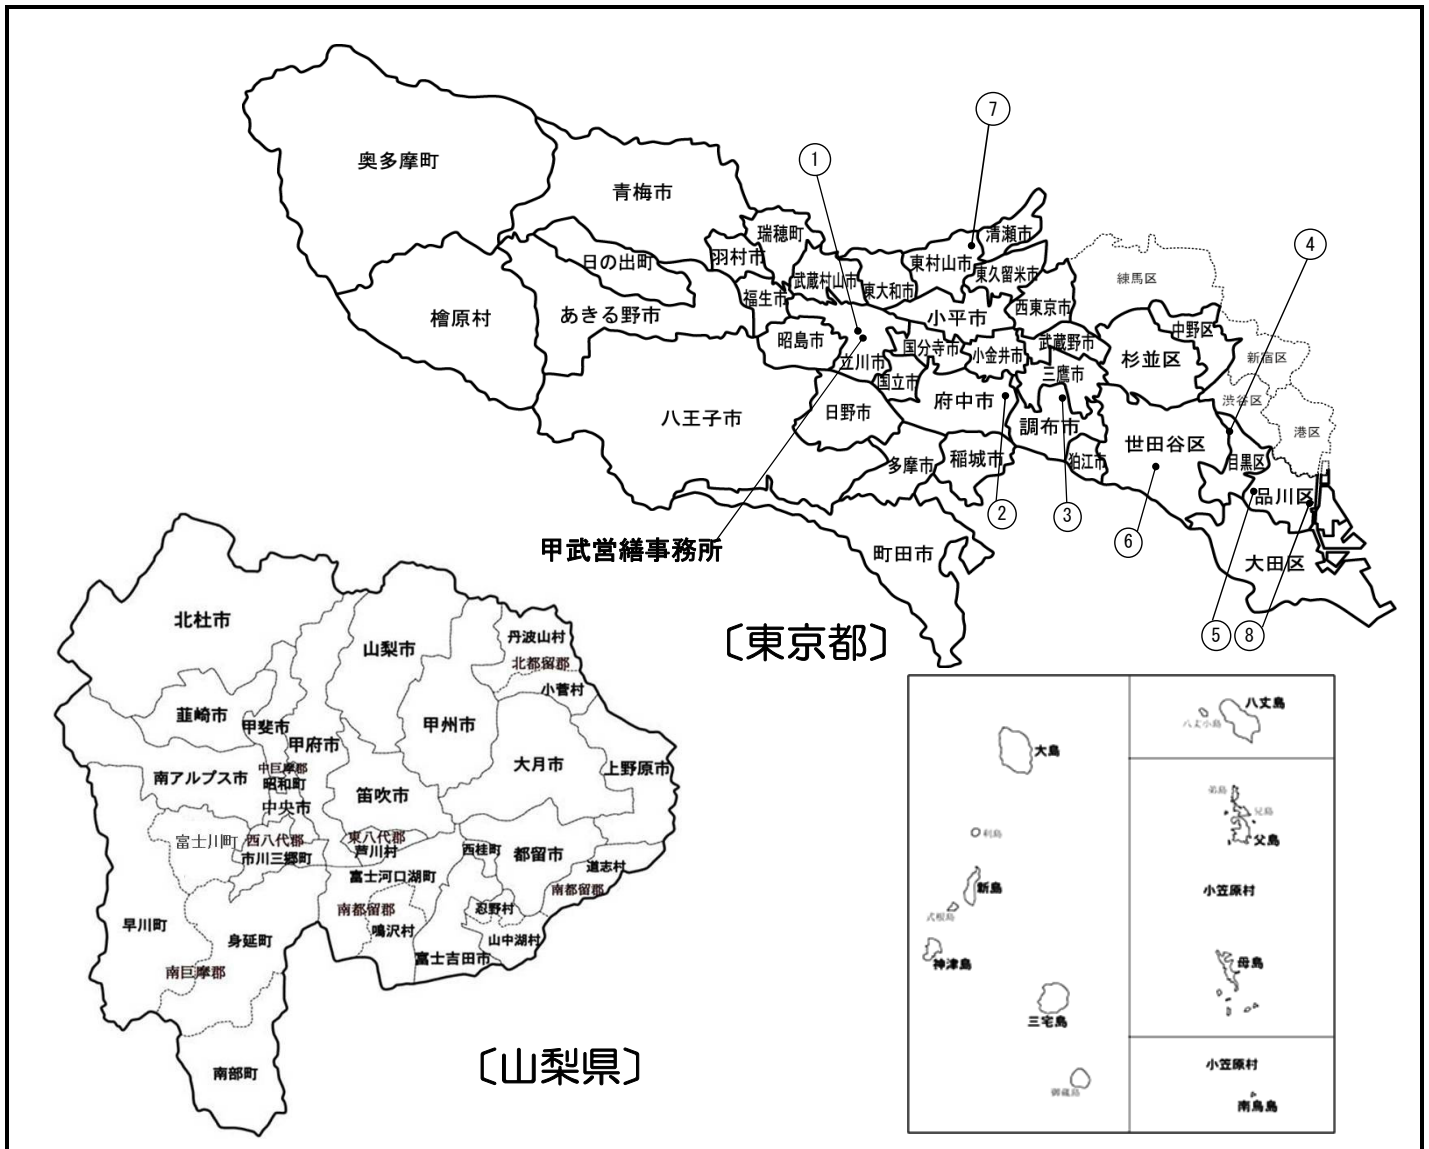 ⑦
①
④
奥多摩町
青梅市
瑞穂町
清瀬市
羽村市
日の出町
東村山市
武蔵村山市
東大和市
東久留米市
練馬区
福生市
西東京市
あきる野市
檜原村
小平市
中野区
昭島市
武蔵野市
国分寺市
小金井市
杉並区
新宿区
立川市
三鷹市
国立市
渋谷区
府中市
八王子市
日野市
調布市
港区
世田谷区
多摩市
稲城市
狛江市
目黒区
品川区
②
③
⑥
甲武営繕事務所
町田市
大田区
⑤
⑧
〔東京都〕
北杜市
山梨市
丹波山村
北都留郡
小菅村
韮崎市
甲斐市
甲州市
甲府市
大月市
上野原市
中巨摩郡
南アルプス市
昭和町
笛吹市
中央市
富士川町
西八代郡
東八代郡
市川三郷町
芦川村
西桂町
都留市
道志村
富士河口湖町
南都留郡
南都留郡
忍野村
早川町
鳴沢村
身延町
山中湖村
富士吉田市
南巨摩郡
南部町
〔山梨県〕
大島
利島
新島
式根島
神津島
三宅島
御蔵島
八丈島
八丈小島
弟島
兄島
父島
小笠原村
母島
小笠原村
南鳥島